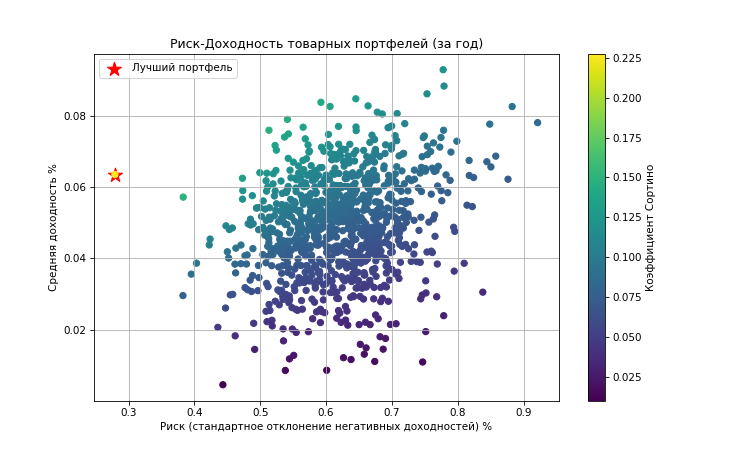 Риск-Доходность товарных портфелей (за год)
Лучший портфель
Средняя доходность %
0.08
0.06
0.04
0.02
0.3 0.4 0.5 0.6 0.7 0.8 0.9
Риск (стандартное отклонение негативных доходностей) %
0.225
0.200
0.175
0.150
0.125
0.100
0.075
0.050
0.025
Коэффициент Сортино